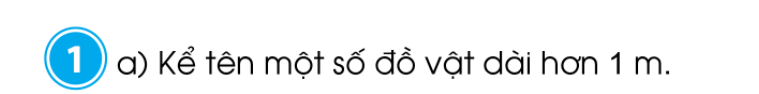 1 a) Kể tên một số đồ vật dài hơn 1 m.